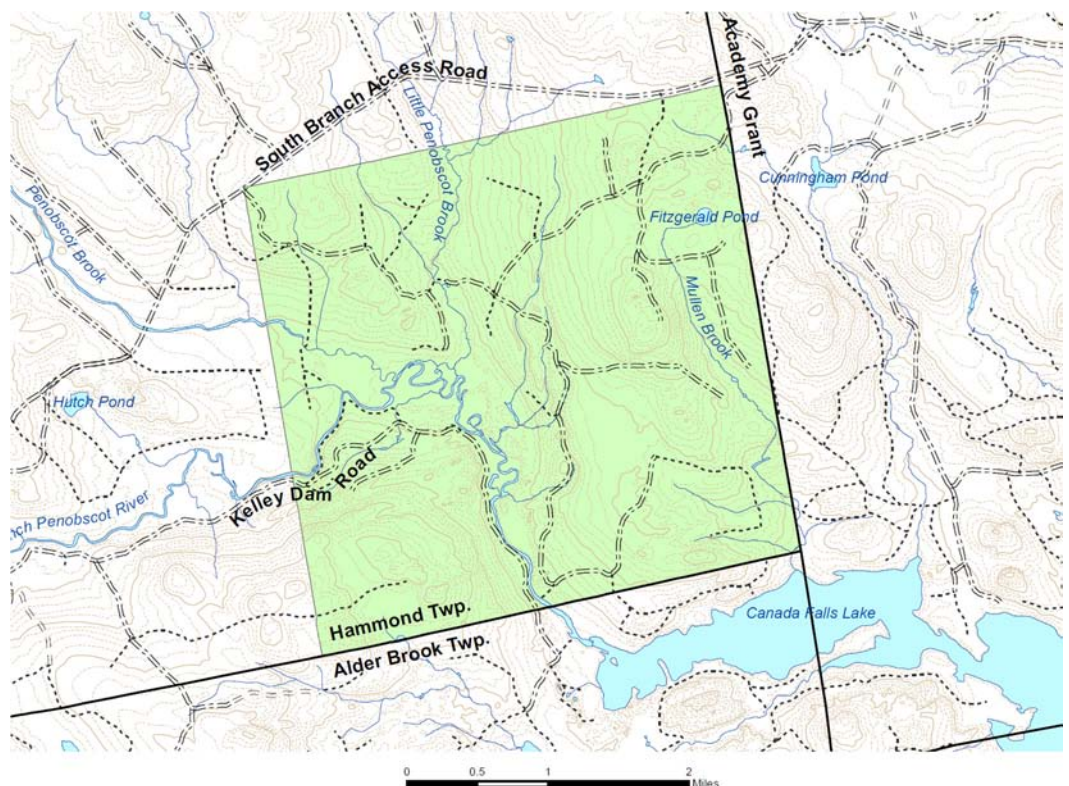 Academy Grant
South Branch Access Road
Little Penobscot Brook
Cunningham Pond
Penobscot Brook
Fitzgerald Pond
Mullen Brook
Hutch Pond
Kelley Dam Road
Penobscot River
Hammond Twp.
Canada Falls Lake
Alder Brook Twp.
0 0.5 1 2
Miles